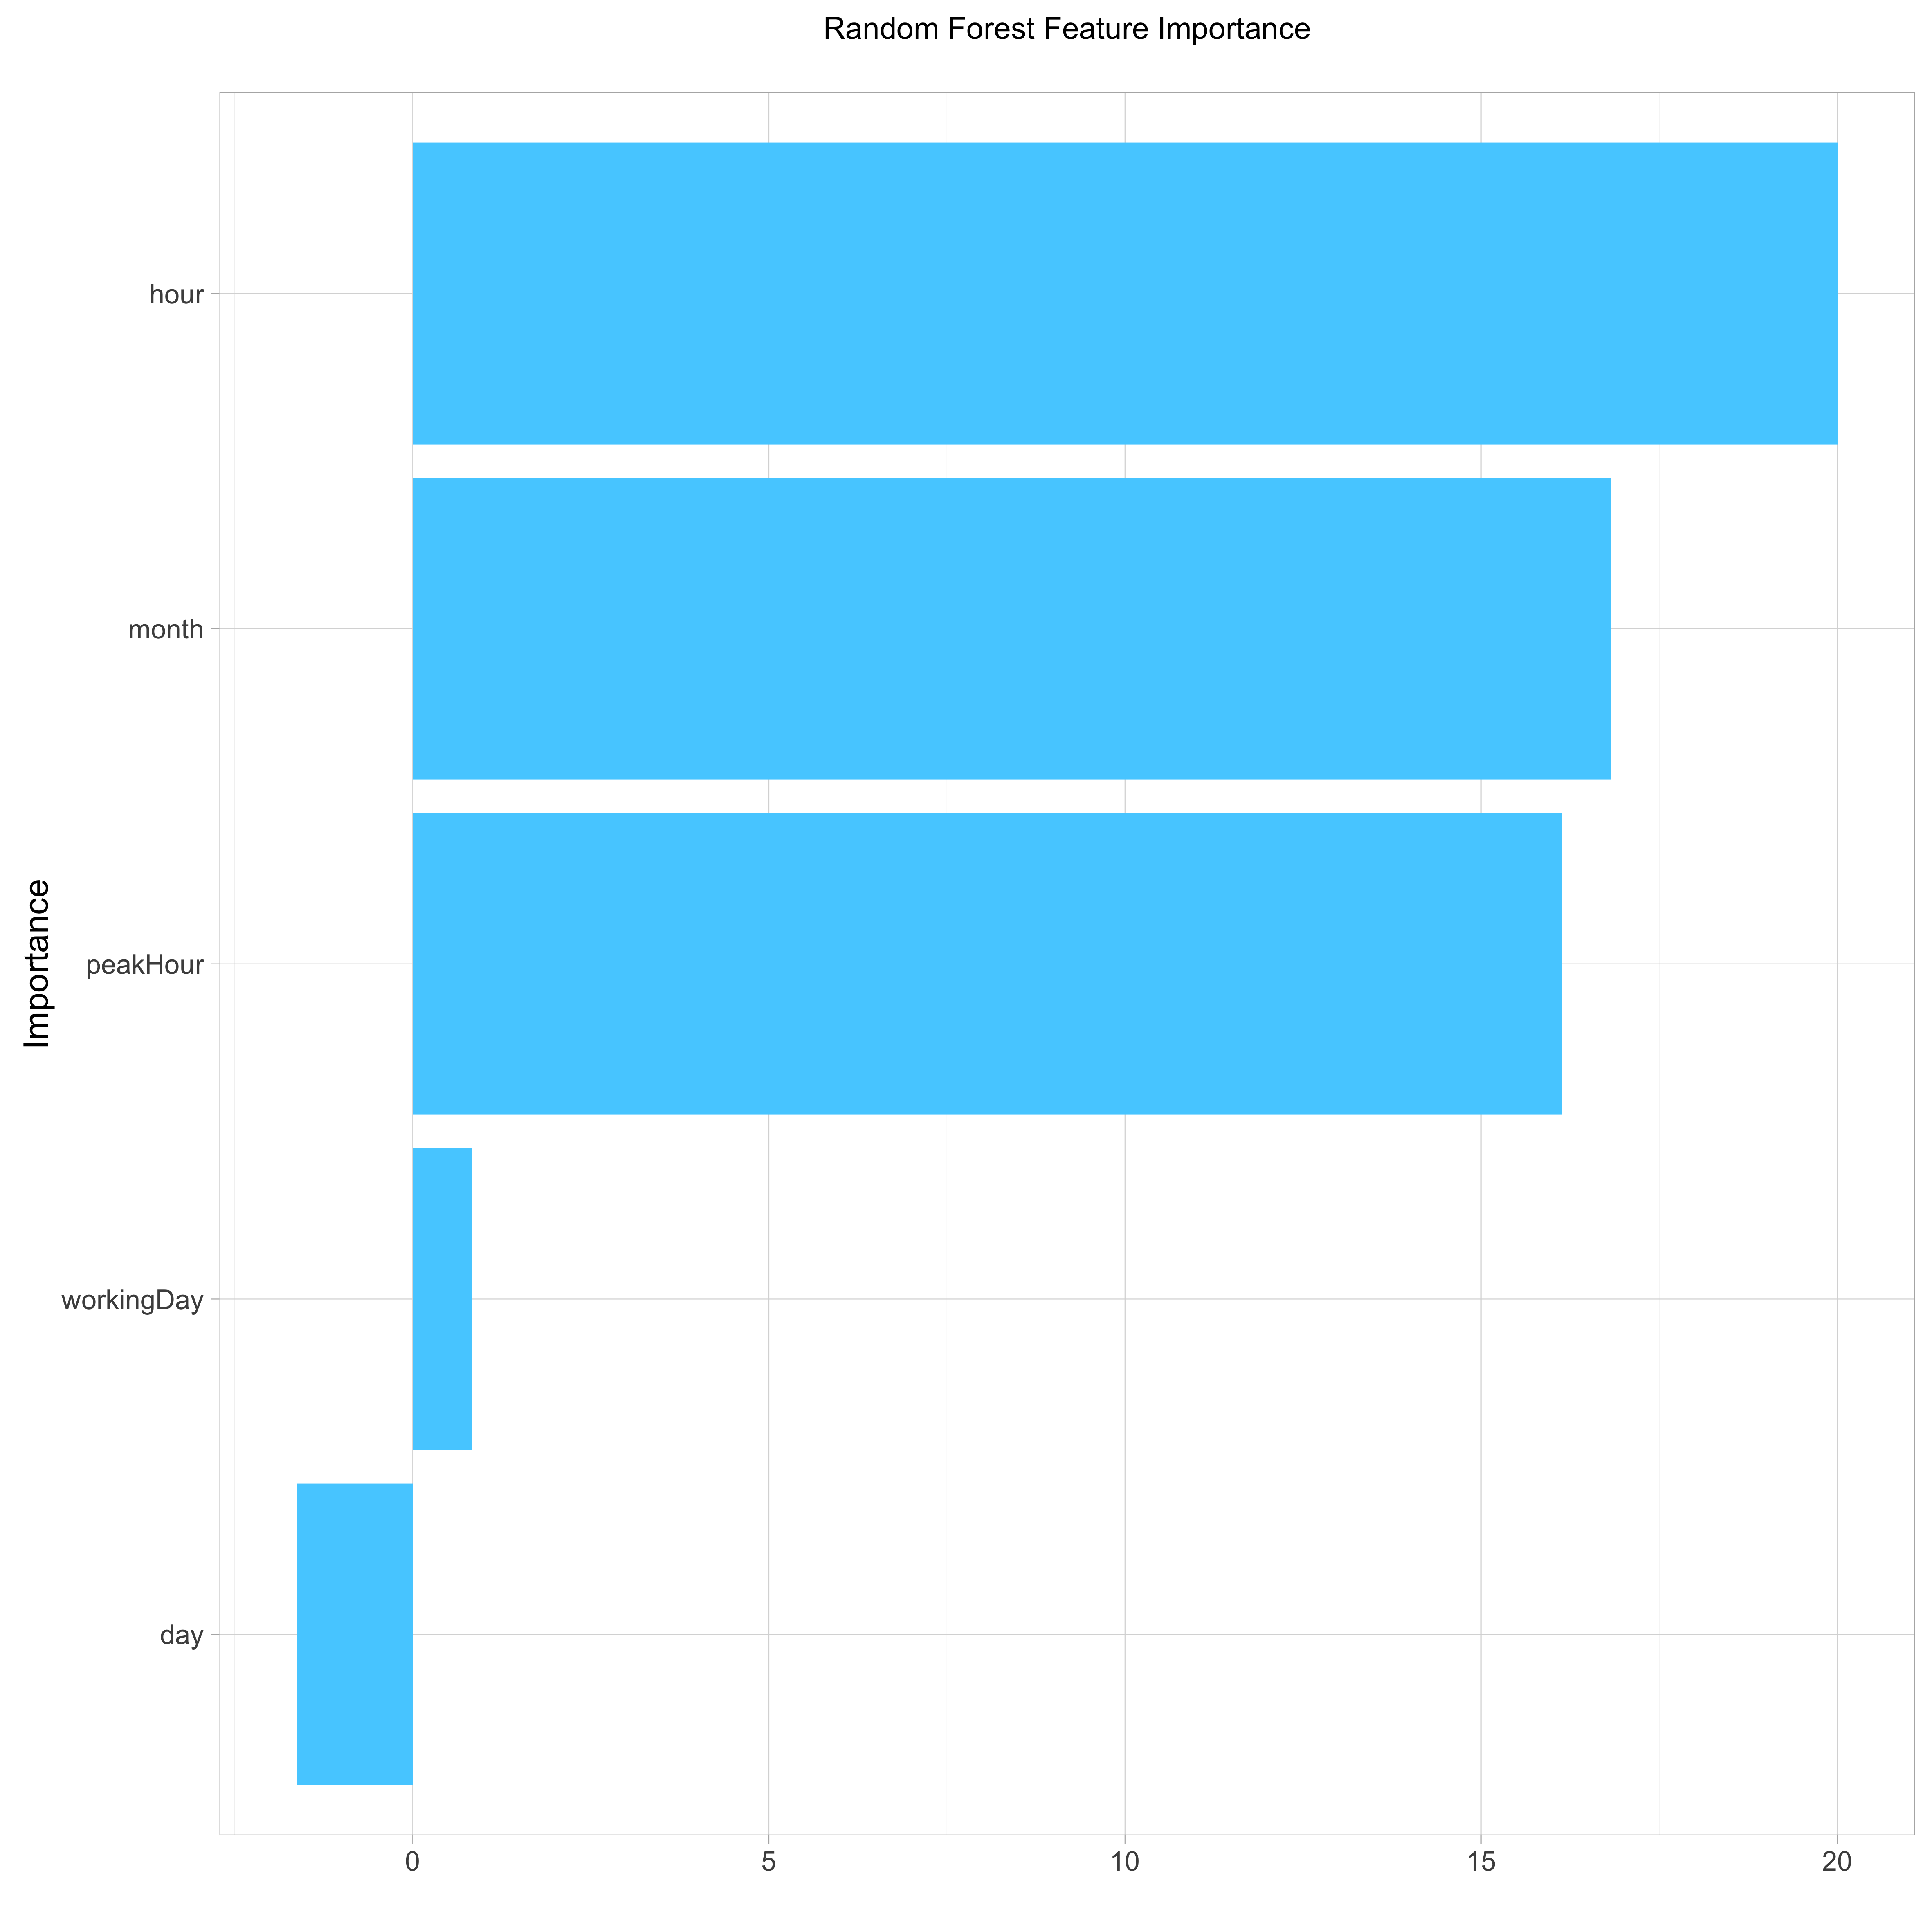 Random Forest Feature Importance
Importance
hour
month
peakHour
workingDay
day
0 5 10 15 20